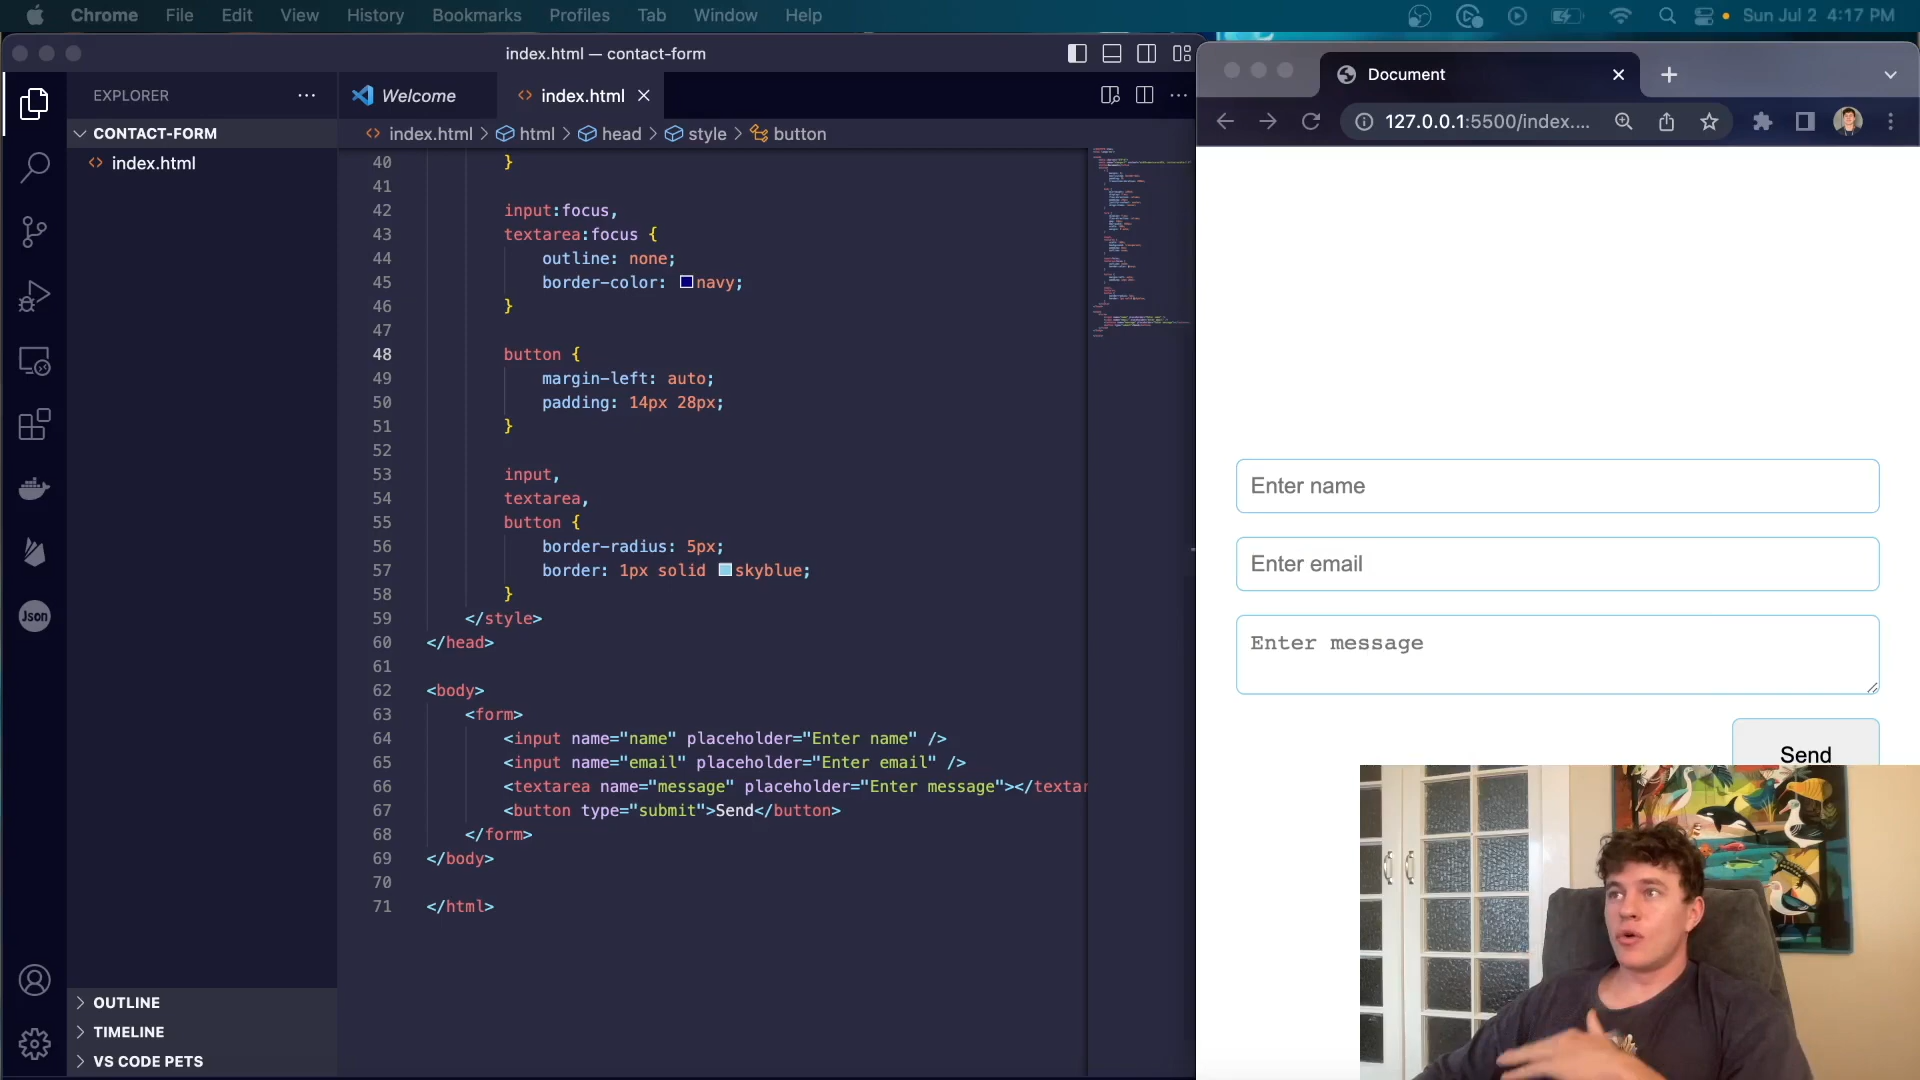 Chrome File Edit View History Bookmarks Profiles Tab Window Help
Sun Jul 2 4:17 PM
index.html — contact-form
EXPLORER
CONTACT-FORM
index.html
Json
OUTLINE
TIMELINE
VS CODE PETS
Welcome
index.html
index.html > html > head > style > button
40 }
41
42 input:focus,
43 textarea:focus {
44 outline: none;
45 border-color: navy;
46 }
47
48 button {
49 margin-left: auto;
50 padding: 14px 28px;
51 }
52
53 input,
54 textarea,
55 button {
56 border-radius: 5px;
57 border: 1px solid skyblue;
58 }
59 </style>
60 </head>
61
62 <body>
63 <form>
64 <input name="name" placeholder="Enter name" />
65 <input name="email" placeholder="Enter email" />
66 <textarea name="message" placeholder="Enter message"></textar
67 <button type="submit">Send</button>
68 </form>
69 </body>
70
71 </html>
Document
127.0.0.1:5500/index....
Enter name
Enter email
Enter message
Send